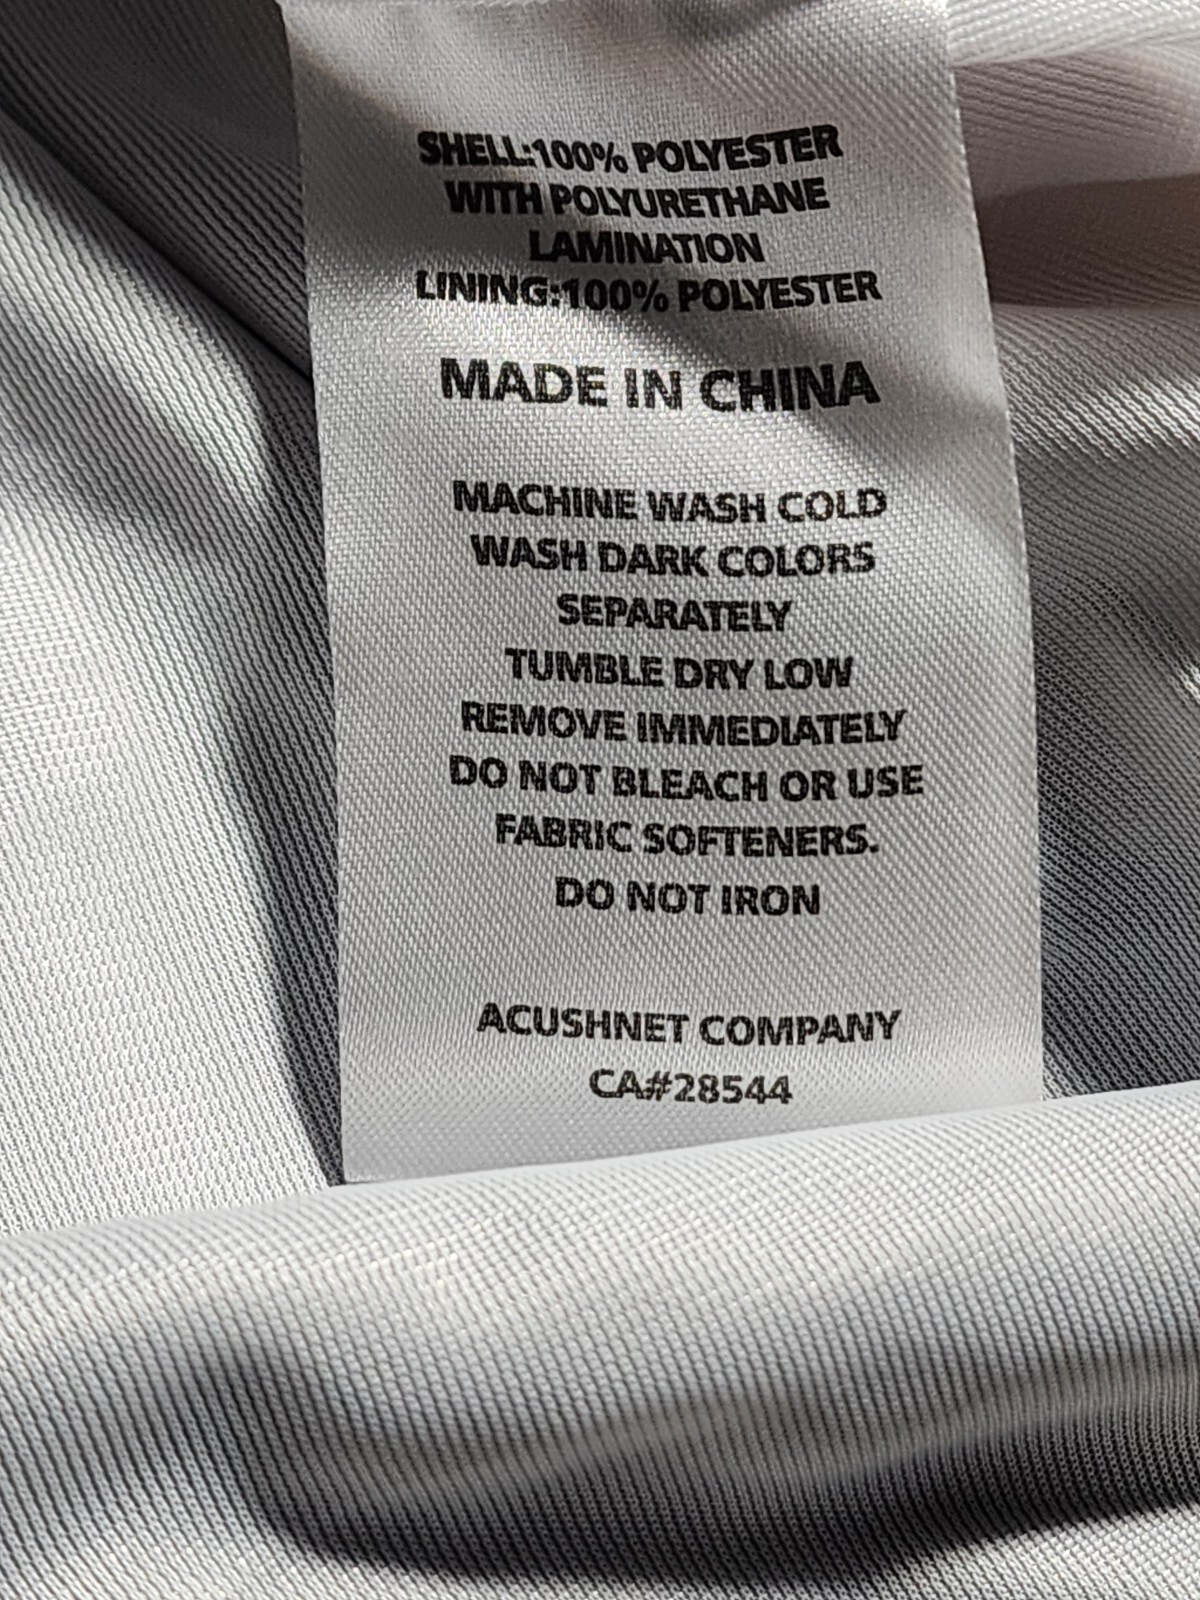 SHELL:100% POLYESTER
WITH POLYURETHANE
LAMINATION
LINING:100% POLYESTER
MADE IN CHINA
MACHINE WASH COLD
WASH DARK COLORS
SEPARATELY
TUMBLE DRY LOW
REMOVE IMMEDIATELY
DO NOT BLEACH OR USE
FABRIC SOFTENERS.
DO NOT IRON
ACUSHNET COMPANY
CA#28544